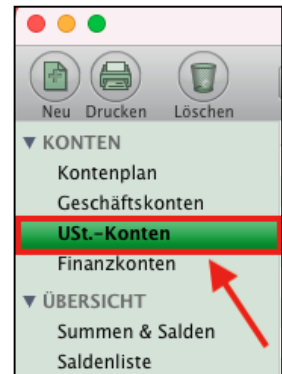 Neu Drucken Löschen
KONTEN
Kontenplan
Geschäftskonten
USt.-Konten
Finanzkonten
ÜBERSICHT
Summen & Salden
Saldenliste